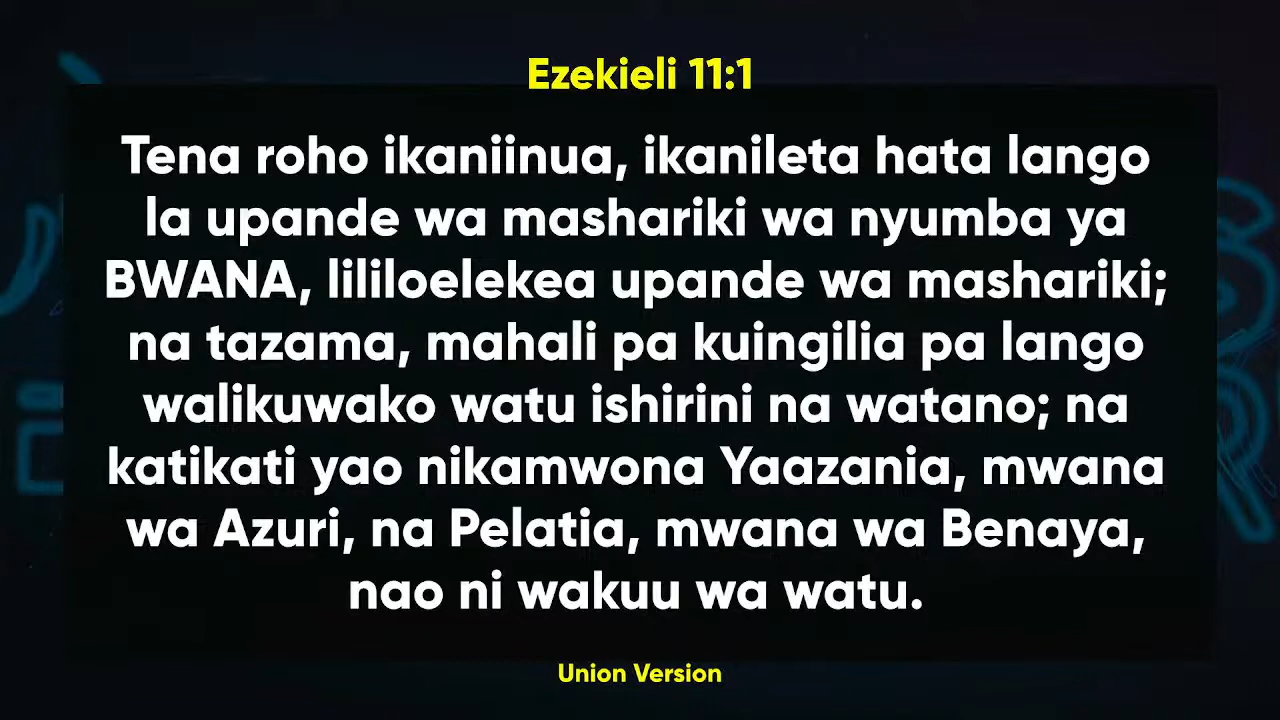 Ezekieli 11:1
Tena roho ikaniinua, ikanileta hata lango
la upande wa mashariki wa nyumba ya
BWANA, lililoelekea upande wa mashariki;
na tazama, mahali pa kuingilia pa lango
walikuwako watu ishirini na watano; na
katikati yao nikamwona Yaazania, mwana
wa Azuri, na Pelatia, mwana wa Benaya,
nao ni wakuu wa watu.
Union Version